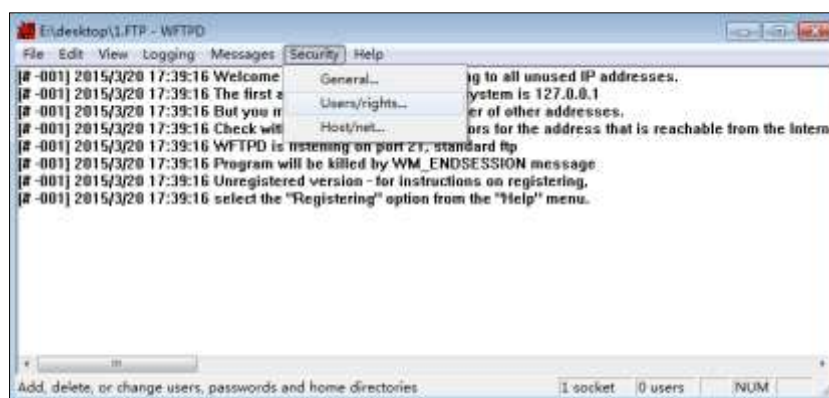 E:\desktop\1.FTP - WFTPD
File Edit View Logging Messages Security Help
General...
Users/rights...
Host/net...
[# -001] 2015/3/20 17:39:16 Welcome ng to all unused IP addresses.
[# -001] 2015/3/20 17:39:16 The first a ystem is 127.0.0.1
[# -001] 2015/3/20 17:39:16 But you m er of other addresses.
[# -001] 2015/3/20 17:39:16 Check with ors for the address that is reachable from the Intern
[# -001] 2015/3/20 17:39:16 WFTPD is listening on port 21, standard ftp
[# -001] 2015/3/20 17:39:16 Program will be killed by WM_ENDSESSION message
[# -001] 2015/3/20 17:39:16 Unregistered version - for instructions on registering,
[# -001] 2015/3/20 17:39:16 select the "Registering" option from the "Help" menu.
Add, delete, or change users, passwords and home directories 1 socket 0 users NUM